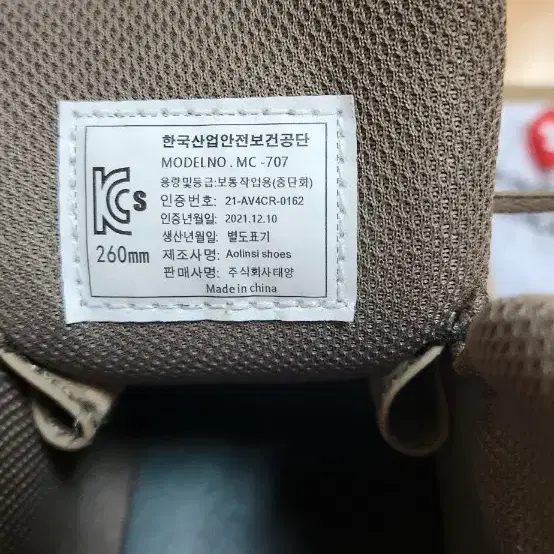 한국산업안전보건공단
MODELNO. MC-707
용량및등급:보통작업용(중단화)
인증번호: 21-AV4CR-0162
인증년월일: 2021.12.10
생산년월일: 별도표기
제조사명: Aolinsi shoes
판매사명: 주식회사태양
Made in china
KCs
260mm